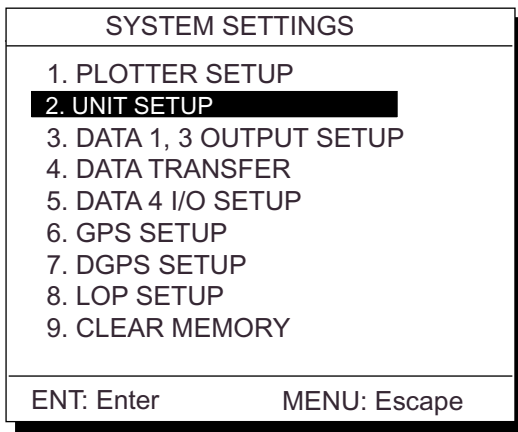 SYSTEM SETTINGS
1. PLOTTER SETUP
2. UNIT SETUP
3. DATA 1, 3 OUTPUT SETUP
4. DATA TRANSFER
5. DATA 4 I/O SETUP
6. GPS SETUP
7. DGPS SETUP
8. LOP SETUP
9. CLEAR MEMORY
ENT: Enter MENU: Escape